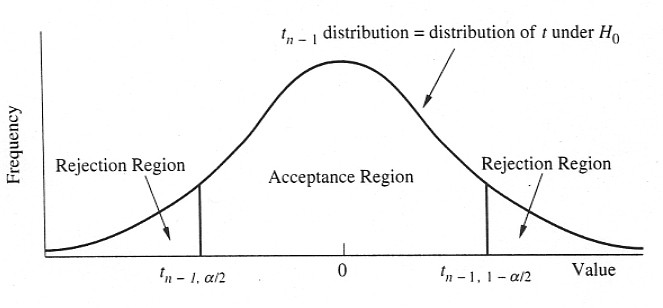 t_{n – 1} distribution = distribution of t under H_0
Frequency
Rejection Region
Acceptance Region
Rejection Region
t_{n – 1, α/2}
0
t_{n – 1, 1 – α/2}
Value